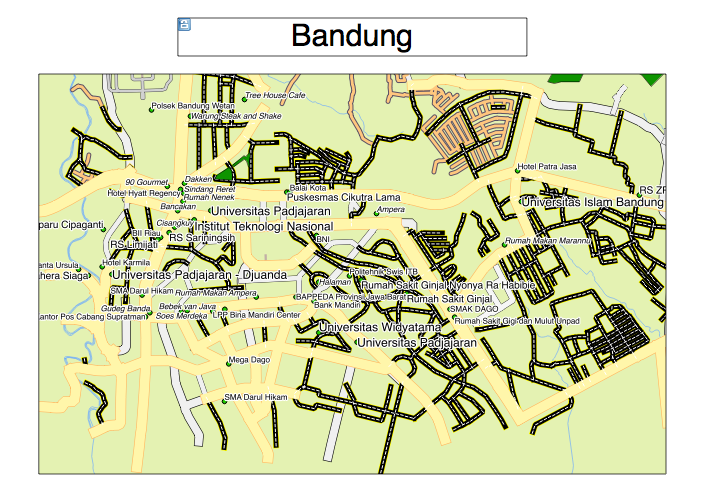 Bandung
Tree House Cafe
Polsek Bandung Wetan
Warung Steak and Shake
Hotel Patra Jasa
90 Gourmet
Dakken
Balai Kota
Hotel Hyatt Regency
Sindang Reret
Rumah Nenek
Puskesmas Cikutra Lama
RS
Universitas Islam Bandung
Bancakan
Universitas Padjajaran
Ampera
paru Cipaganti
Cisangkuy
Institut Teknologi Nasional
BII Riau
RS Sariningsih
BNI
Rumah Makan Marannu
RS Limijati
anta Ursula
Hotel Karmila
ahera Siaga
Universitas Padjajaran - Djuanda
Politehnik Swis ITB
Halaman
Rumah Sakit Ginjal Nyonya Ra Habibie
SMA Darul Hikam
Rumah Makan Ampera
BAPPEDA Provinsi Jawa Barat
Rumah Sakit Ginjal
Gudeg Banda
Bebek van Java
Bank Mandiri
SMAK DAGO
antor Pos Cabang Supratman
Soes Merdeka
LPP Bina Mandiri Center
Rumah Sakit Gigi dan Mulut Unpad
Universitas Widyatama
Universitas Padjajaran
Mega Dago
SMA Darul Hikam